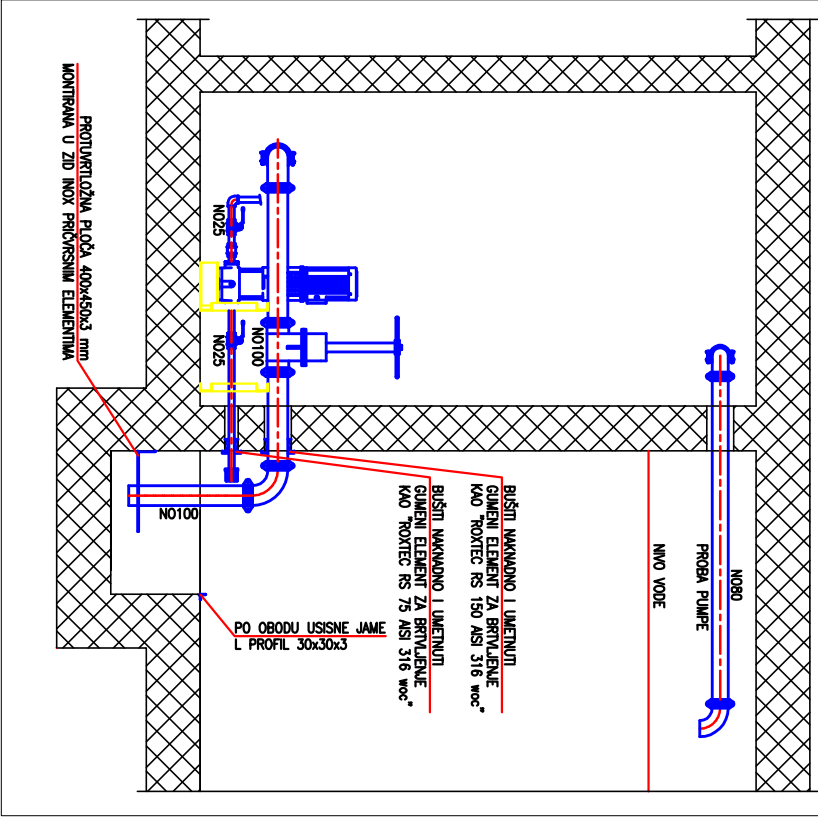 PROTUVRTLOŽNA PLOČA 400x450x3 mm
MONTIRANA U ZID INOX PRIČVRSNIM ELEMENTIMA
NO25
NO25
NO100
NO100
BUŠITI NAKNADNO I UMETNUTI
GUMENI ELEMENT ZA BRTVLJENJE
KAO "ROXTEC RS 150 AISI 316 woc"
BUŠITI NAKNADNO I UMETNUTI
GUMENI ELEMENT ZA BRTVLJENJE
KAO "ROXTEC RS 75 AISI 316 woc"
PO OBODU USISNE JAME
L PROFIL 30x30x3
NIVO VODE
NO80
PROBA PUMPE